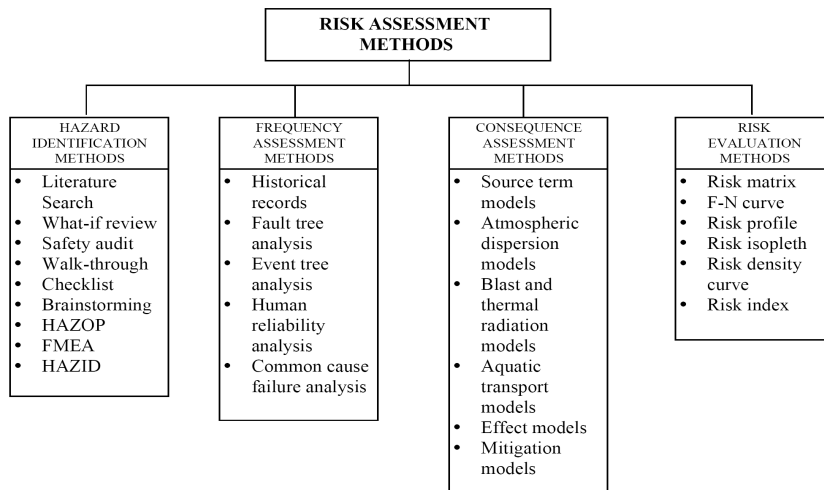 RISK ASSESSMENT
METHODS
HAZARD
IDENTIFICATION
METHODS
• Literature
Search
• What-if review
• Safety audit
• Walk-through
• Checklist
• Brainstorming
• HAZOP
• FMEA
• HAZID
FREQUENCY
ASSESSMENT
METHODS
• Historical
records
• Fault tree
analysis
• Event tree
analysis
• Human
reliability
analysis
• Common cause
failure analysis
CONSEQUENCE
ASSESSMENT
METHODS
• Source term
models
• Atmospheric
dispersion
models
• Blast and
thermal
radiation
models
• Aquatic
transport
models
• Effect models
• Mitigation
models
RISK
EVALUATION
METHODS
• Risk matrix
• F-N curve
• Risk profile
• Risk isopleth
• Risk density
curve
• Risk index